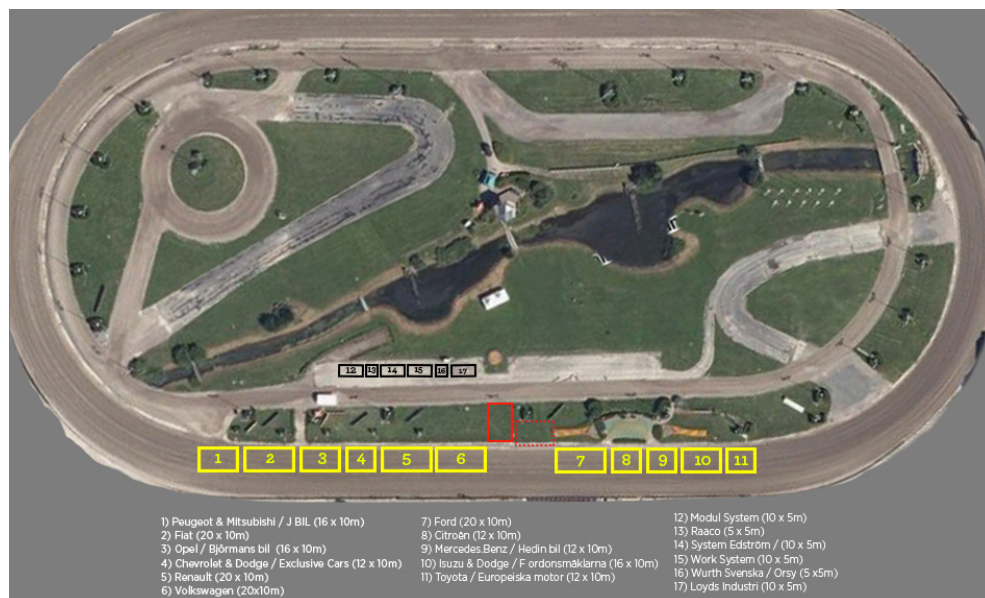 12 13 14 15 16 17
1 2 3 4 5 6 7 8 9 10 11
1) Peugeot & Mitsubishi / J BIL (16 x 10m)
2) Fiat (20 x 10m)
3) Opel / Björmans bil (16 x 10m)
4) Chevrolet & Dodge / Exclusive Cars (12 x 10m)
5) Renault (20 x 10m)
6) Volkswagen (20x10m)
7) Ford (20 x 10m)
8) Citroën (12 x 10m)
9) Mercedes.Benz / Hedin bil (12 x 10m)
10) Isuzu & Dodge / F ordonsmäklarna (16 x 10m)
11) Toyota / Europeiska motor (12 x 10m)
12) Modul System (10 x 5m)
13) Raaco (5 x 5m)
14) System Edström / (10 x 5m)
15) Work System (10 x 5m)
16) Wurth Svenska / Orsy (5 x5m)
17) Loyds Industri (10 x 5m)